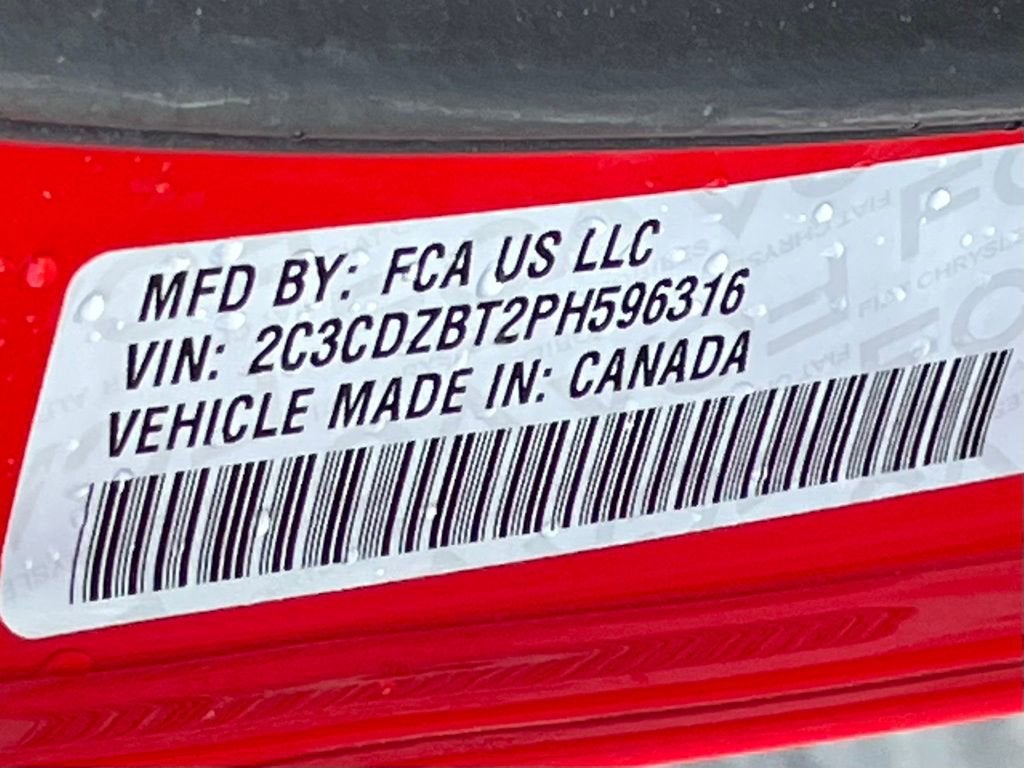 MFD BY: FCA US LLC
VIN: 2C3CDZBT2PH596316
VEHICLE MADE IN: CANADA